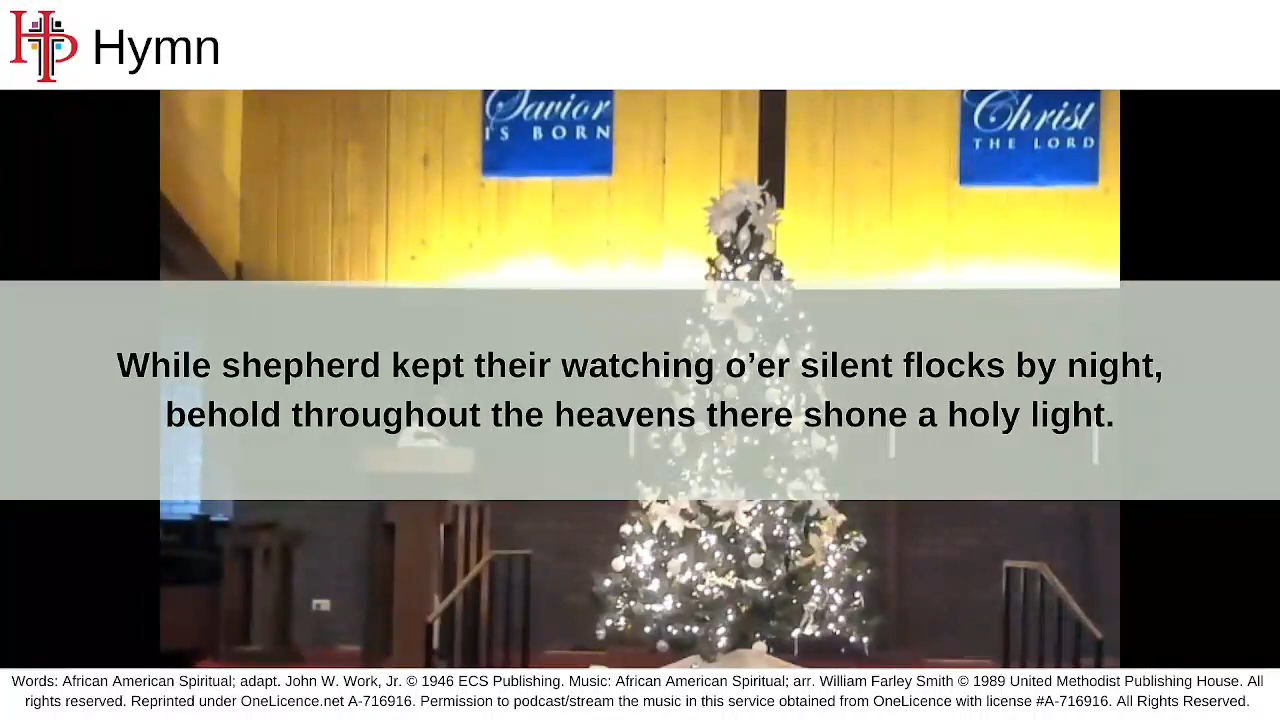 Hymn
Savior
IS BORN
Christ
THE LORD
While shepherd kept their watching o’er silent flocks by night,
behold throughout the heavens there shone a holy light.
Words: African American Spiritual; adapt. John W. Work, Jr. © 1946 ECS Publishing. Music: African American Spiritual; arr. William Farley Smith © 1989 United Methodist Publishing House. All
rights reserved. Reprinted under OneLicence.net A-716916. Permission to podcast/stream the music in this service obtained from OneLicence with license #A-716916. All Rights Reserved.